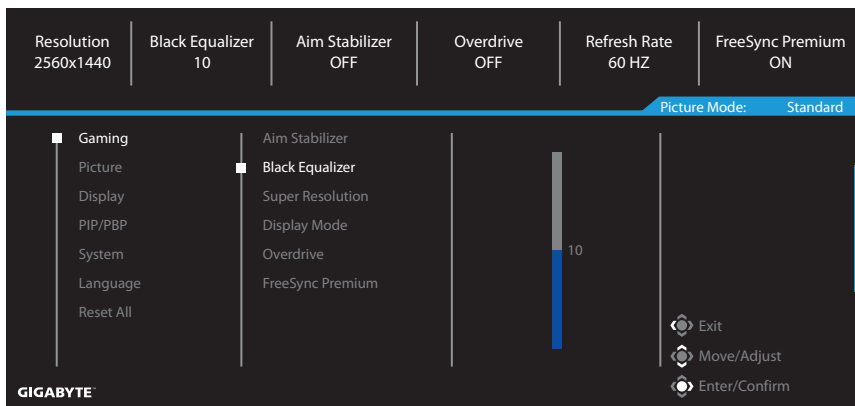 Resolution
2560x1440
Black Equalizer
10
Aim Stabilizer
OFF
Overdrive
OFF
Refresh Rate
60 HZ
FreeSync Premium
ON
Picture Mode: Standard
Gaming
Picture
Display
PIP/PBP
System
Language
Reset All
Aim Stabilizer
Black Equalizer
Super Resolution
Display Mode
Overdrive
FreeSync Premium
10
Exit
Move/Adjust
Enter/Confirm
GIGABYTE™